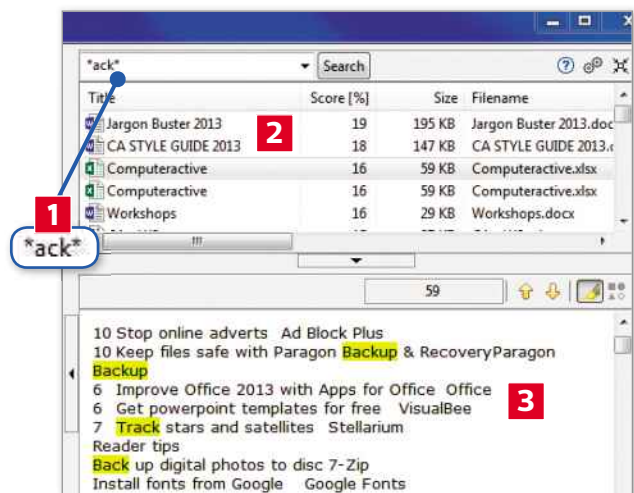 *ack*
Search
Title Score [%] Size Filename
Jargon Buster 2013 19 195 KB Jargon Buster 2013.doc
2
CA STYLE GUIDE 2013 18 147 KB CA STYLE GUIDE 2013.
Computeractive 16 59 KB Computeractive.xlsx
Computeractive 16 59 KB Computeractive.xlsx
Workshops 16 29 KB Workshops.docx
1
*ack*
59
10 Stop online adverts Ad Block Plus
10 Keep files safe with Paragon Backup & RecoveryParagon
Backup
6 Improve Office 2013 with Apps for Office Office
6 Get powerpoint templates for free VisualBee
3
7 Track stars and satellites Stellarium
Reader tips
Back up digital photos to disc 7-Zip
Install fonts from Google Google Fonts